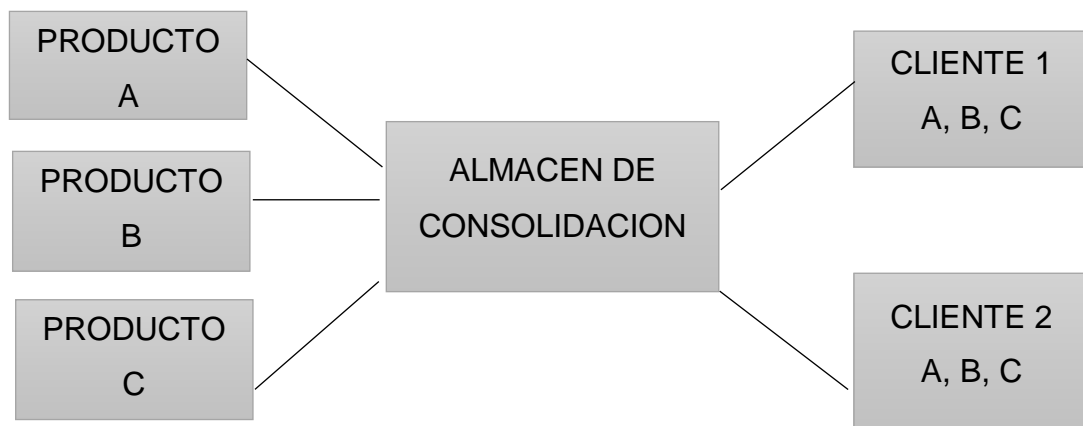 PRODUCTO
A
PRODUCTO
B
PRODUCTO
C
ALMACEN DE
CONSOLIDACION
CLIENTE 1
A, B, C
CLIENTE 2
A, B, C